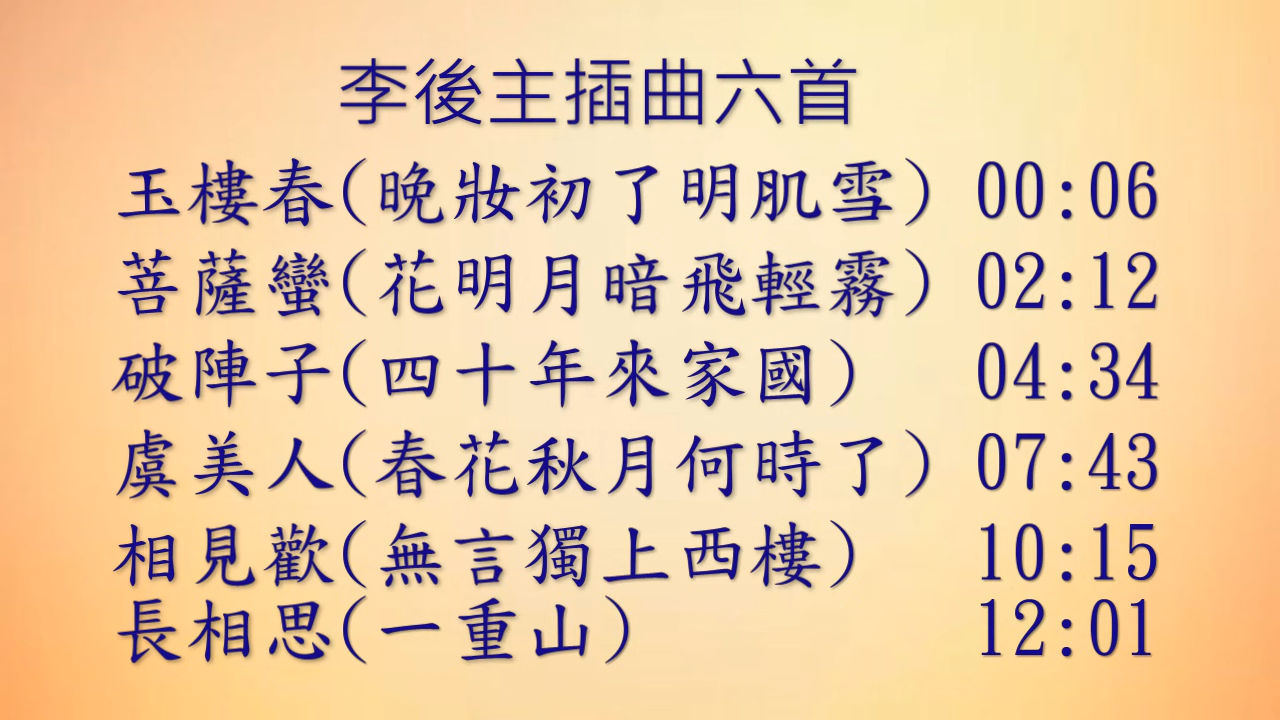 李後主插曲六首
玉樓春(晚妝初了明肌雪) 00:06
菩薩蠻(花明月暗飛輕霧) 02:12
破陣子(四十年來家國) 04:34
虞美人(春花秋月何時了) 07:43
相見歡(無言獨上西樓) 10:15
長相思(一重山) 12:01